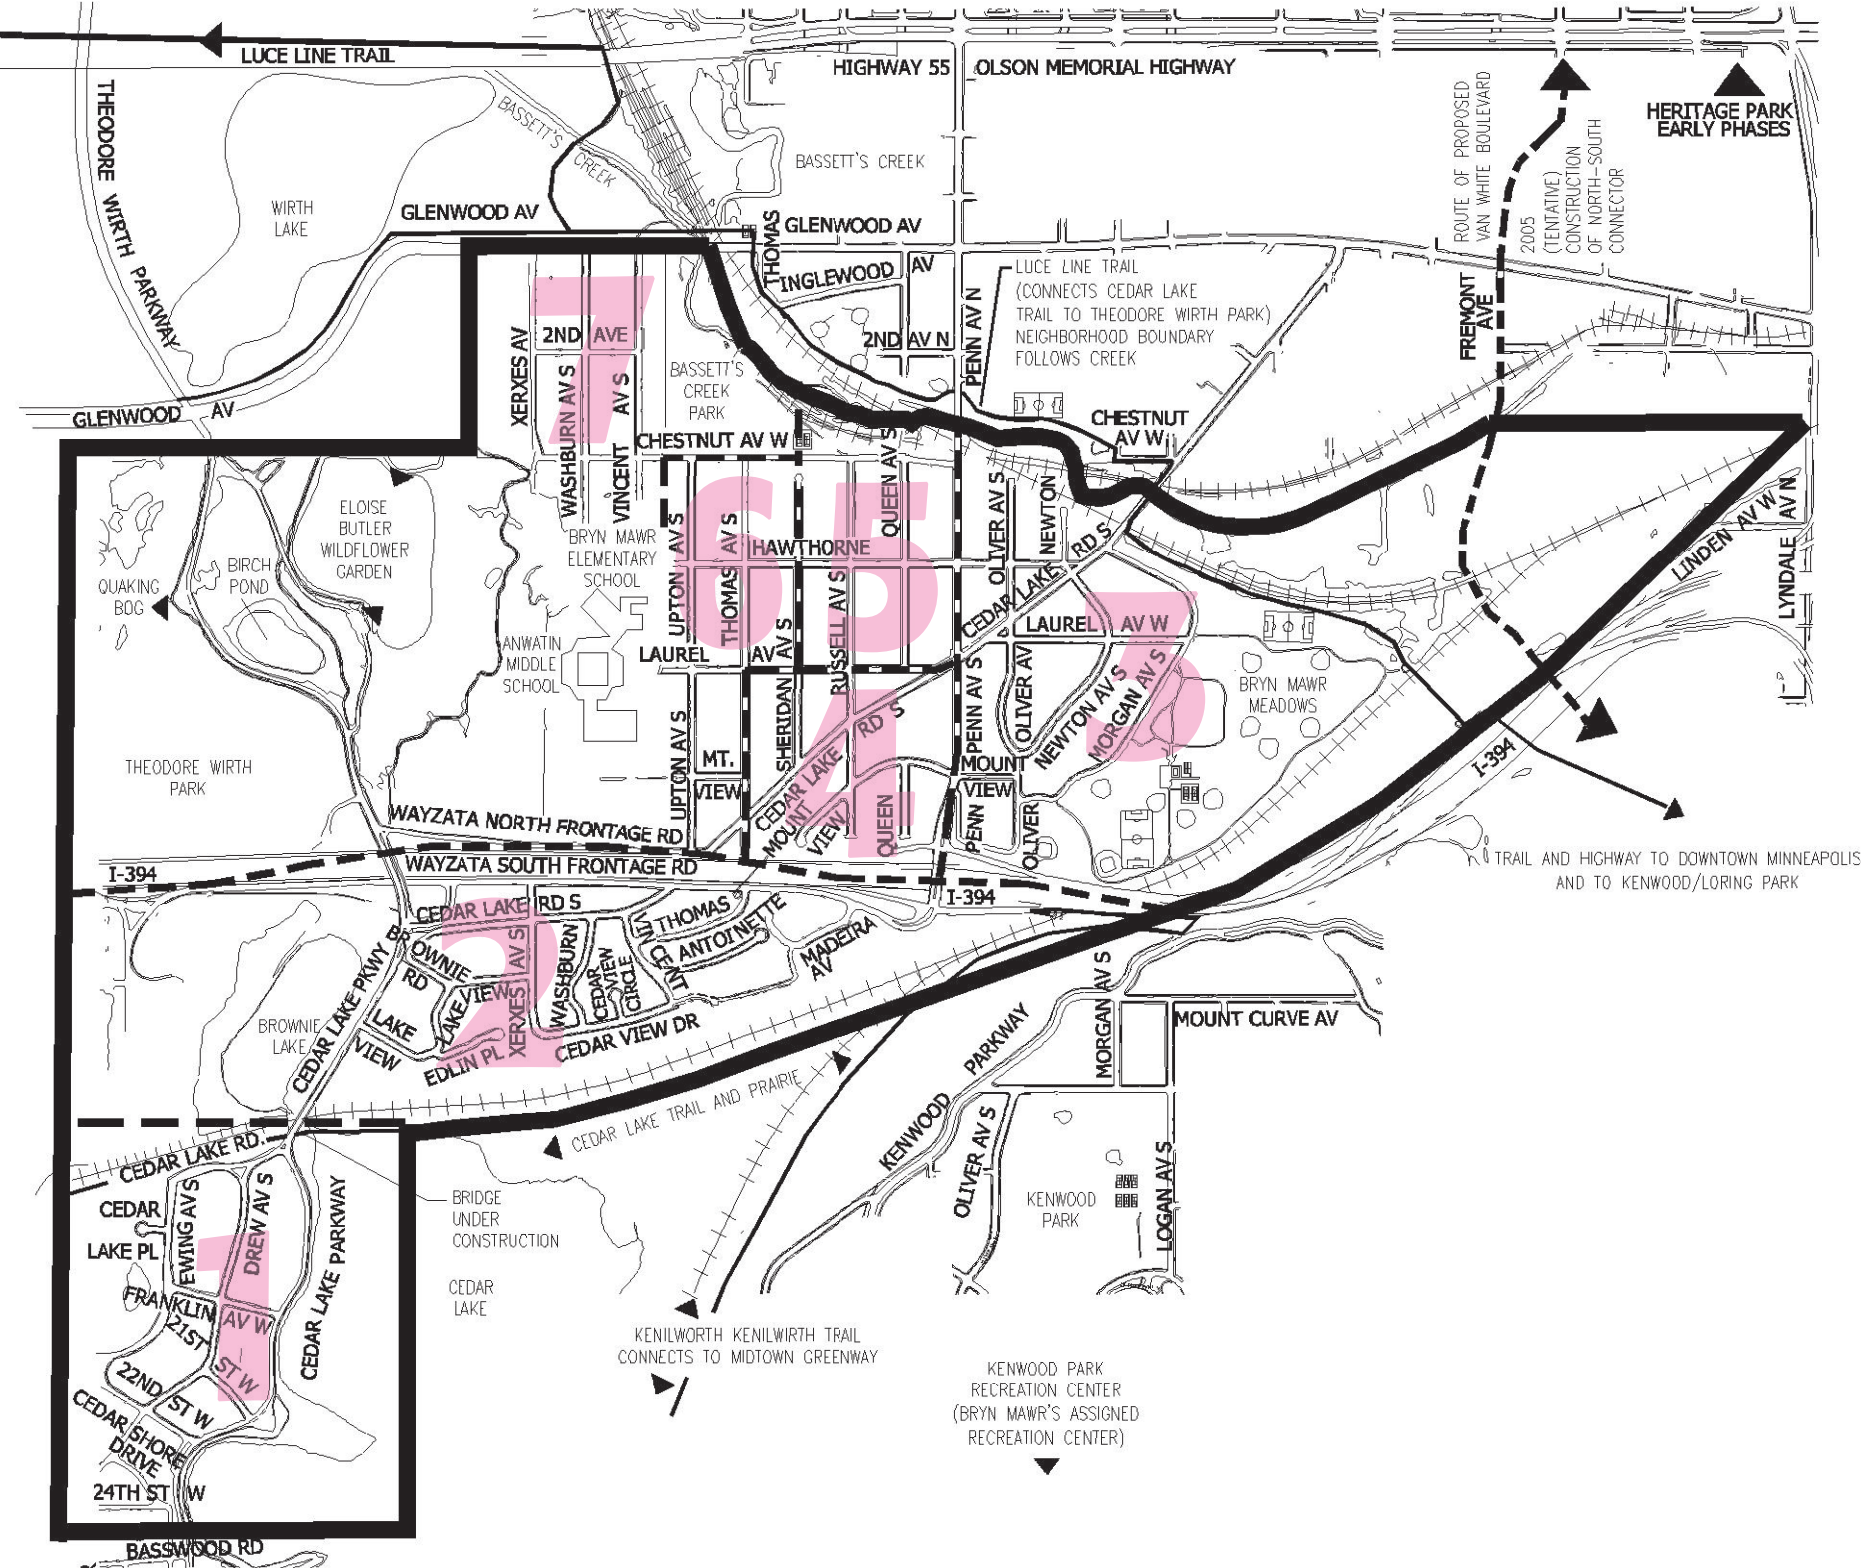 LUCE LINE TRAIL
HIGHWAY 55
OLSON MEMORIAL HIGHWAY
HERITAGE PARK
EARLY PHASES
ROUTE OF PROPOSED
VAN WHITE BOULEVARD
2005
(TENTATIVE)
CONSTRUCTION
OF NORTH-SOUTH
CONNECTOR
THEODORE WIRTH PARKWAY
BASSETT'S CREEK
BASSETT'S CREEK
WIRTH
LAKE
GLENWOOD AV
GLENWOOD AV
THOMAS
INGLEWOOD AV
LUCE LINE TRAIL
(CONNECTS CEDAR LAKE
TRAIL TO THEODORE WIRTH PARK)
NEIGHBORHOOD BOUNDARY
FOLLOWS CREEK
PENN AV N
2ND AV N
FREMONT
AVE
7
XERXES AV
2ND AVE
WASHBURN AV S
VINCENT AV S
BASSETT'S
CREEK
PARK
GLENWOOD AV
CHESTNUT AV W
CHESTNUT
AV W
QUEEN AV S
LINDEN AV W
LYNDALE AV N
ELOISE
BUTLER
WILDFLOWER
GARDEN
BIRCH
POND
QUAKING
BOG
BRYN MAWR
ELEMENTARY
SCHOOL
ANWATIN
MIDDLE
SCHOOL
6
5
UPTON AV S
THOMAS AV S
HAWTHORNE
RUSSELL AV S
SHERIDAN AV S
LAUREL AV
OLIVER AV S
NEWTON
CEDAR LAKE RD S
3
LAUREL AV W
OLIVER AV
NEWTON AV S
MORGAN AV S
PENN AV S
BRYN MAWR
MEADOWS
THEODORE WIRTH
PARK
4
UPTON AV S
MT.
VIEW
CEDAR LAKE RD S
MOUNT
VIEW
QUEEN
MOUNT
VIEW
PENN
OLIVER
I-394
WAYZATA NORTH FRONTAGE RD
WAYZATA SOUTH FRONTAGE RD
I-394
I-394
TRAIL AND HIGHWAY TO DOWNTOWN MINNEAPOLIS
AND TO KENWOOD/LORING PARK
2
CEDAR LAKE RD S
BROWNIE
RD
LAKE
VIEW
LAKE
VIEW
XERXES AV S
WASHBURN
CEDAR
VIEW
CIRCLE
VINCENT
THOMAS
ANTOINETTE
MADEIRA
AV
EDLIN PL
CEDAR VIEW DR
BROWNIE
LAKE
CEDAR LAKE PKWY
MORGAN AV S
MOUNT CURVE AV
KENWOOD PARKWAY
CEDAR LAKE TRAIL AND PRAIRIE
CEDAR LAKE RD.
BRIDGE
UNDER
CONSTRUCTION
CEDAR
LAKE
KENWOOD
OLIVER AV S
KENWOOD
PARK
LOGAN AV S
1
CEDAR
LAKE PL
EWING AV S
DREW AV S
CEDAR LAKE PARKWAY
FRANKLIN AV W
21ST ST W
22ND ST W
CEDAR SHORE
DRIVE
24TH ST W
BASSWOOD RD
KENILWORTH KENILWIRTH TRAIL
CONNECTS TO MIDTOWN GREENWAY
KENWOOD PARK
RECREATION CENTER
(BRYN MAWR'S ASSIGNED
RECREATION CENTER)